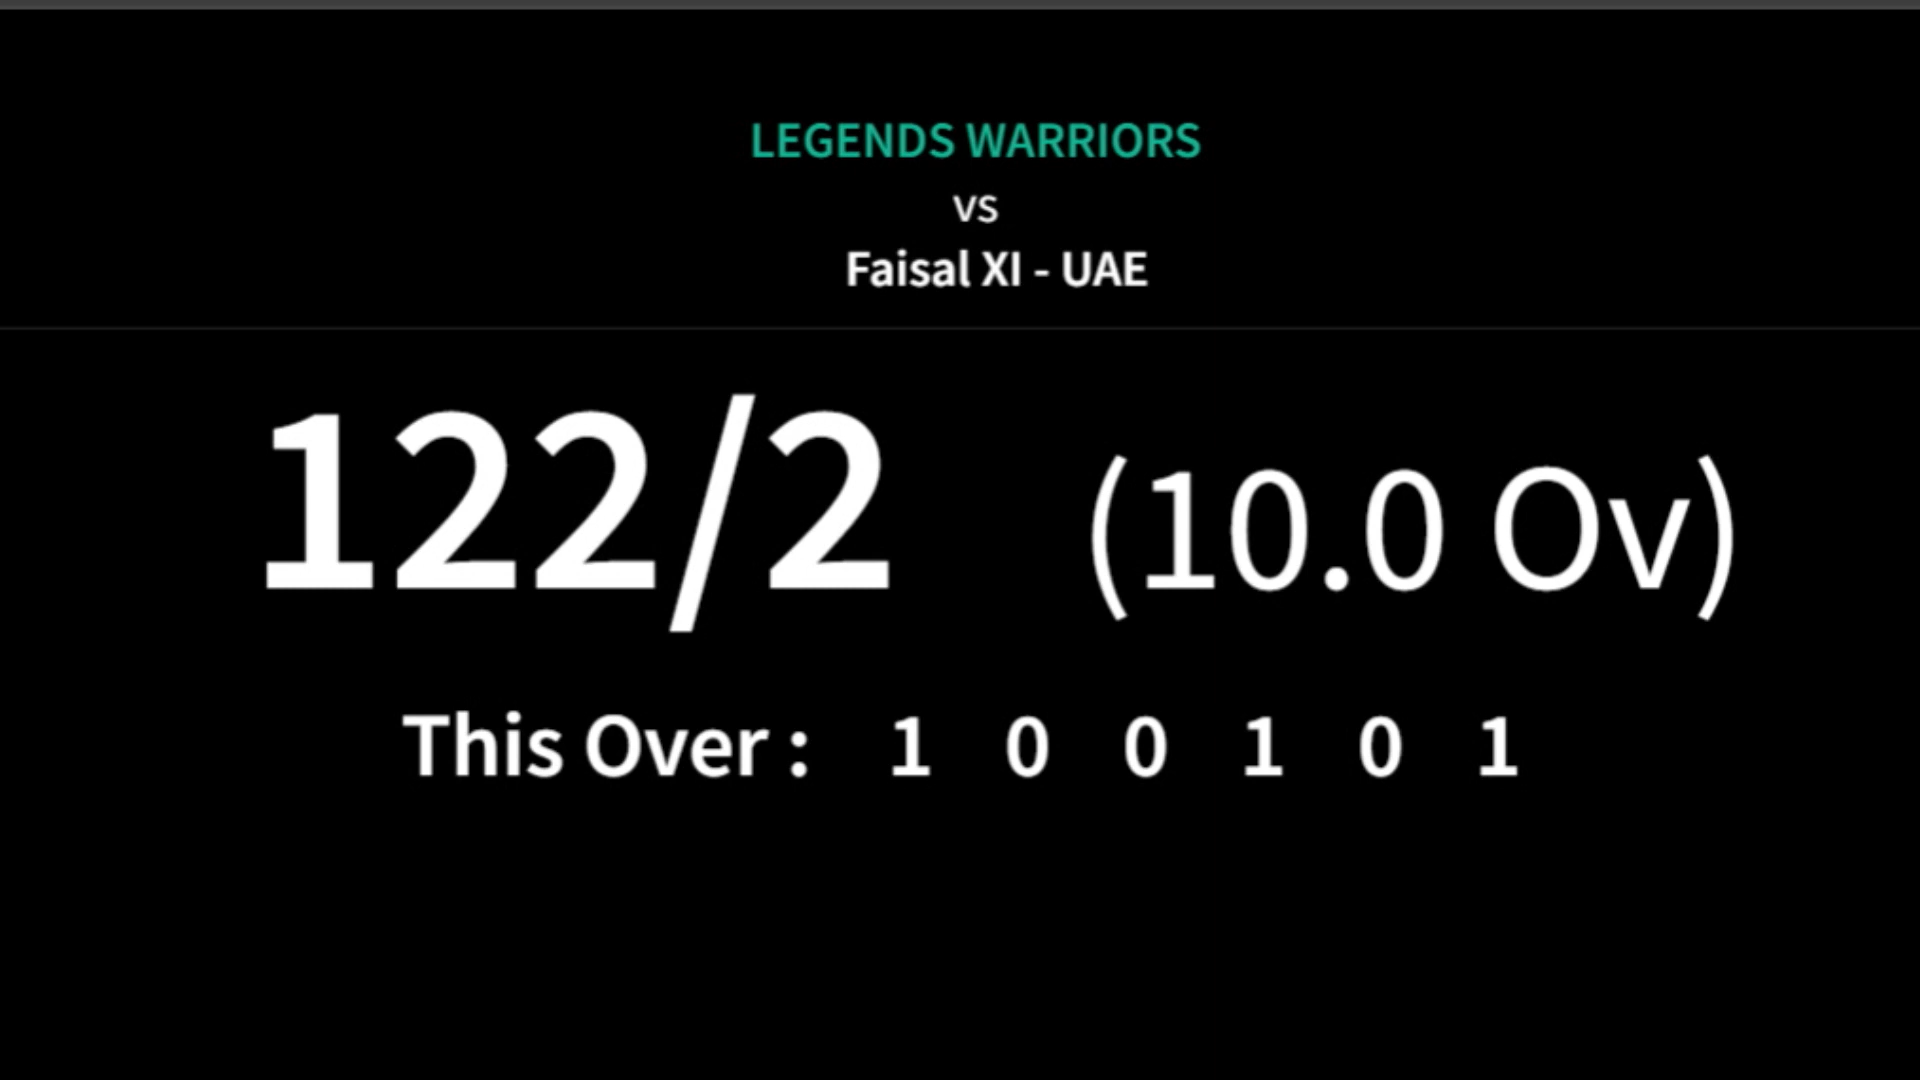 LEGENDS WARRIORS
vs
Faisal XI - UAE
122/2 (10.0 Ov)
This Over : 1 0 0 1 0 1